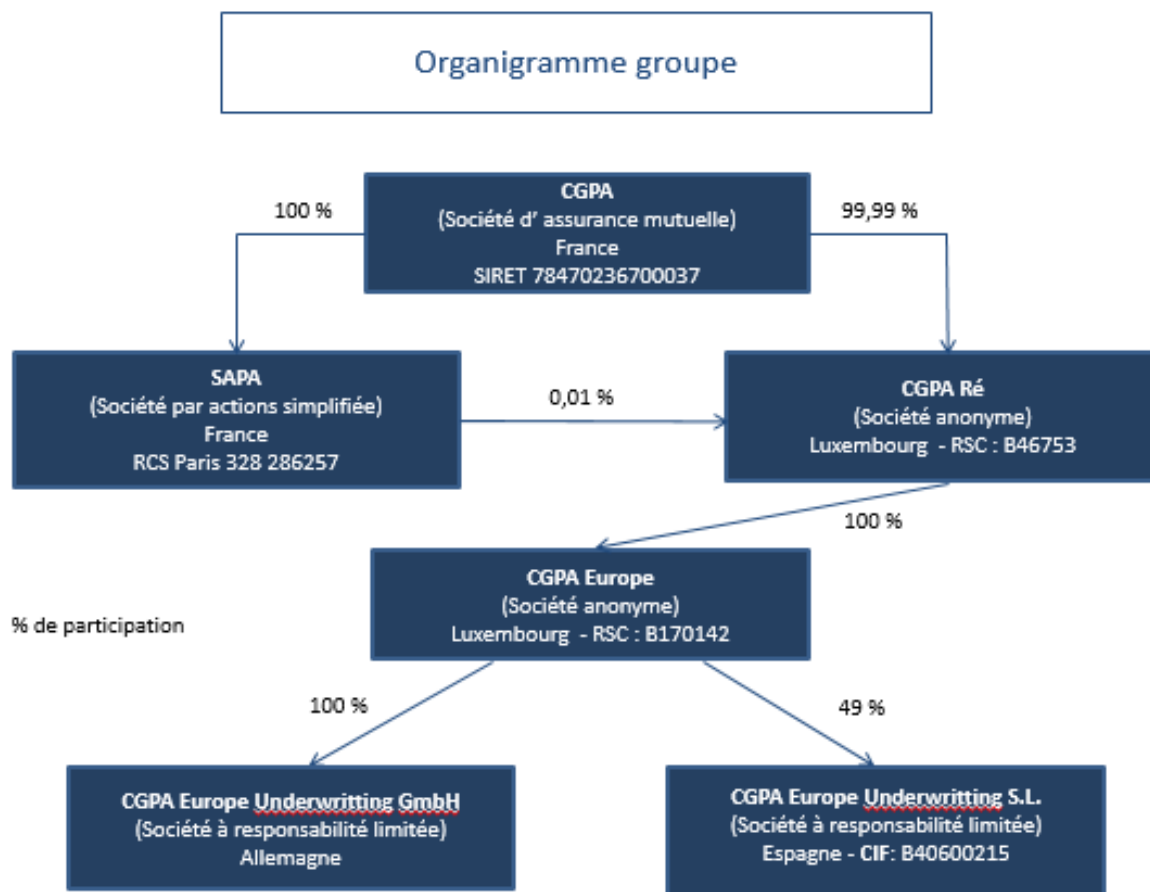 Organigramme groupe
CGPA
(Société d' assurance mutuelle)
France
SIRET 78470236700037
100 %
99,99 %
SAPA
(Société par actions simplifiée)
France
RCS Paris 328 286257
0,01 %
CGPA Ré
(Société anonyme)
Luxembourg - RSC : B46753
100 %
CGPA Europe
(Société anonyme)
Luxembourg - RSC : B170142
% de participation
100 %
49 %
CGPA Europe Underwritting GmbH
(Société à responsabilité limitée)
Allemagne
CGPA Europe Underwritting S.L.
(Société à responsabilité limitée)
Espagne - CIF: B40600215